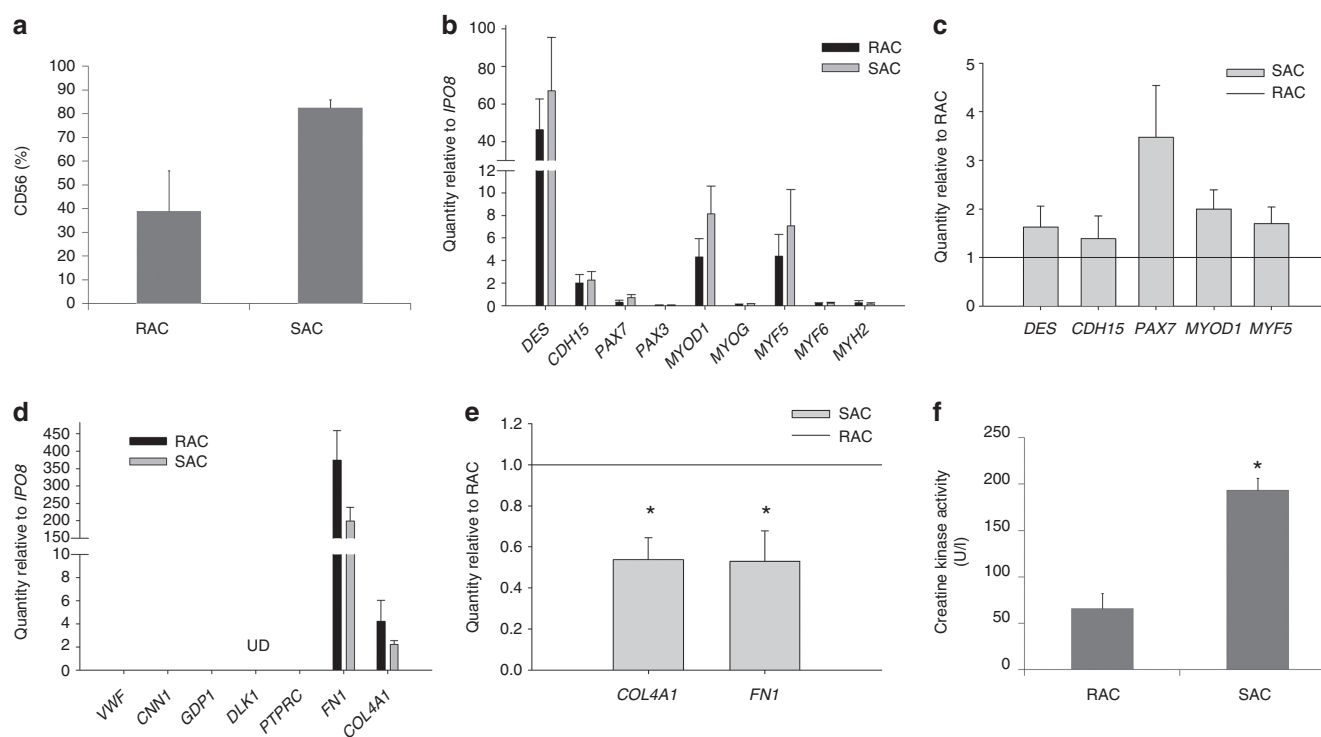 a
CD56 (%)
100
90
80
70
60
50
40
30
20
10
0
RAC
SAC
b
Quantity relative to IPO8
100
80
60
40
12
10
8
6
4
2
0
RAC
SAC
DES
CDH15
PAX7
PAX3
MYOD1
MYOG
MYF5
MYF6
MYH2
c
Quantity relative to RAC
5
4
3
2
1
0
SAC
RAC
DES
CDH15
PAX7
MYOD1
MYF5
d
Quantity relative to IPO8
450
400
350
300
250
200
150
10
8
6
4
2
0
RAC
SAC
UD
VWF
CNN1
GDP1
DLK1
PTPRC
FN1
COL4A1
e
Quantity relative to RAC
1.2
1.0
0.8
0.6
0.4
0.2
0.0
SAC
RAC
*
*
COL4A1
FN1
f
Creatine kinase activity
(U/l)
250
200
150
100
50
0
*
RAC
SAC